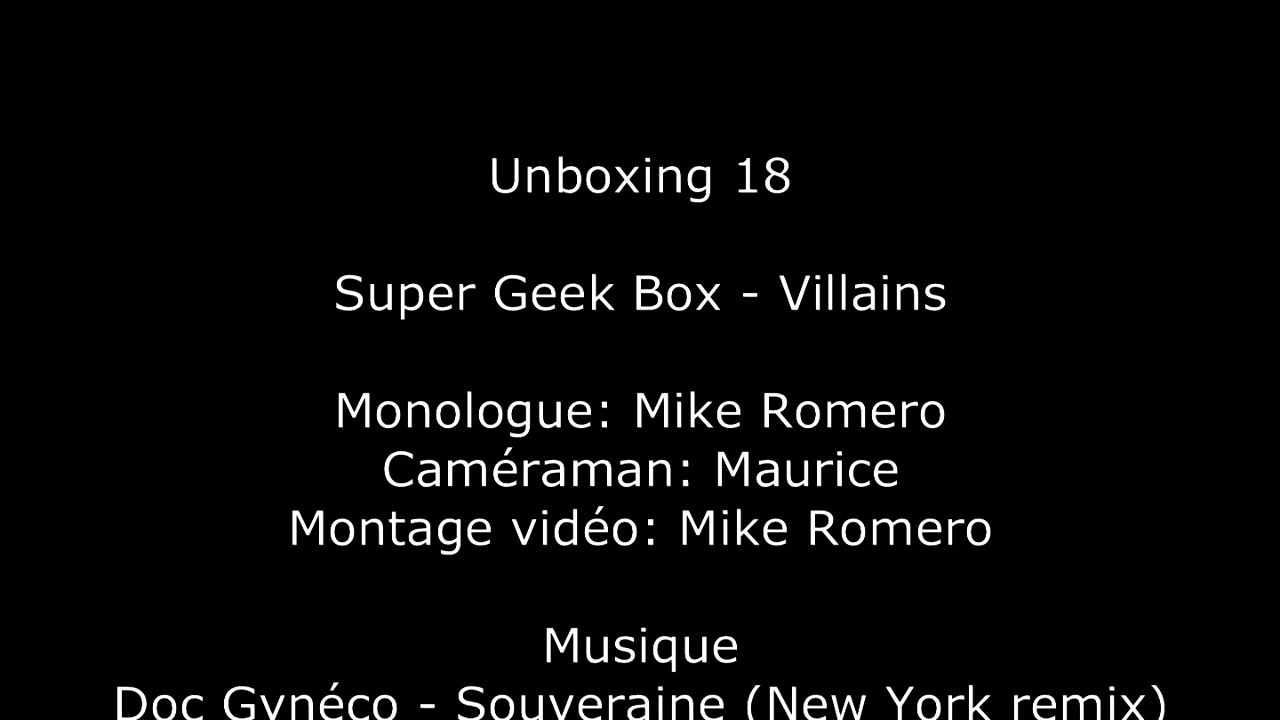 Unboxing 18
Super Geek Box - Villains
Monologue: Mike Romero
Caméraman: Maurice
Montage vidéo: Mike Romero
Musique
Doc Gynéco - Souveraine (New York remix)